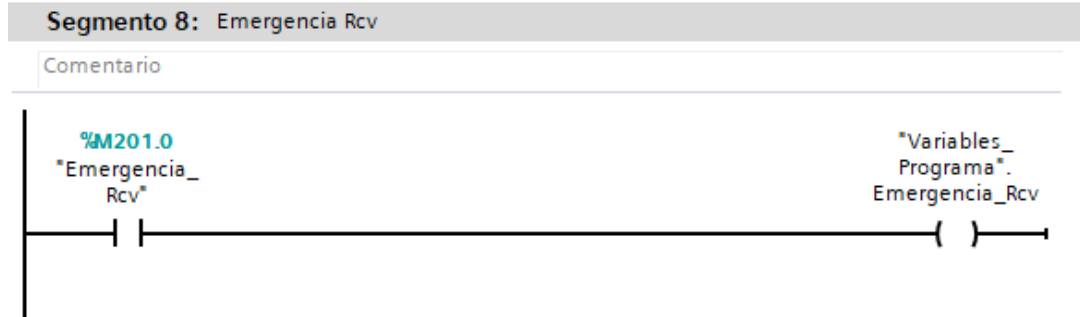 Segmento 8: Emergencia Rcv
Comentario
%M201.0
"Emergencia_
Rcv"
"Variables_
Programa".
Emergencia_Rcv